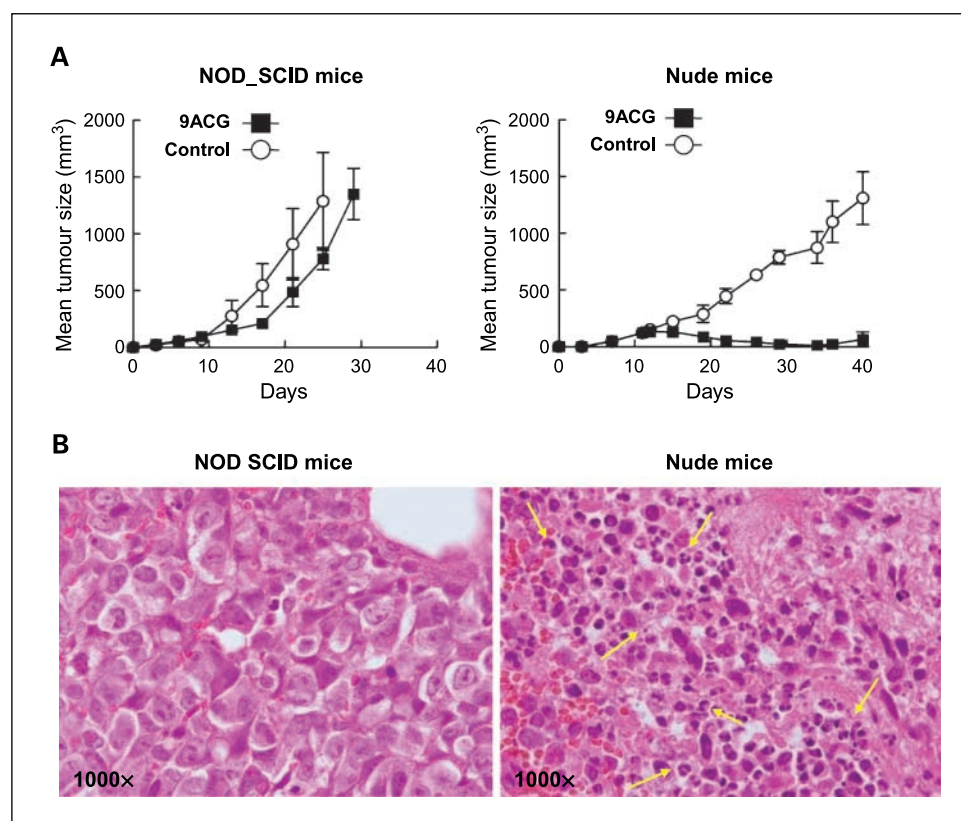 A
NOD_SCID mice
Nude mice
9ACG
Control
Mean tumour size (mm³)
2000
1500
1000
500
0
0 10 20 30 40
Days
9ACG
Control
Mean tumour size (mm³)
2000
1500
1000
500
0
0 10 20 30 40
Days
B
NOD SCID mice
Nude mice
1000×
1000×